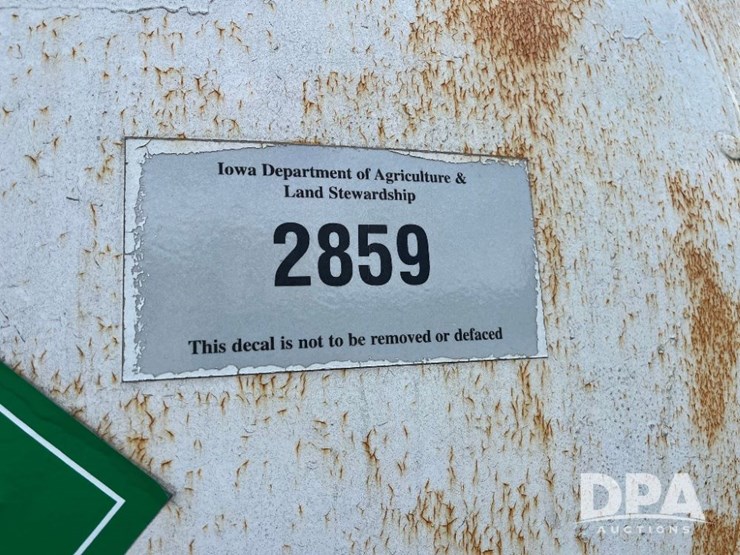 Iowa Department of Agriculture &
Land Stewardship
2859
This decal is not to be removed or defaced
DPA
AUCTIONS